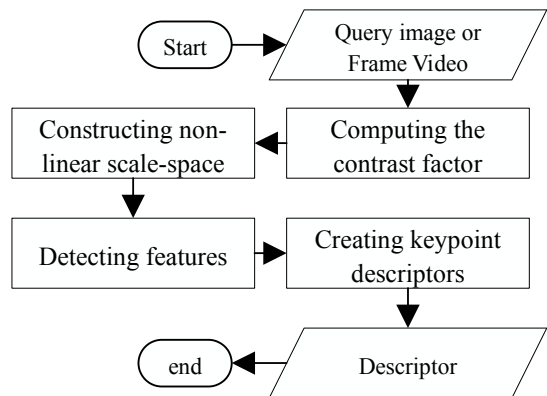 Start
Query image or
Frame Video
Computing the
contrast factor
Constructing non-
linear scale-space
Detecting features
Creating keypoint
descriptors
Descriptor
end